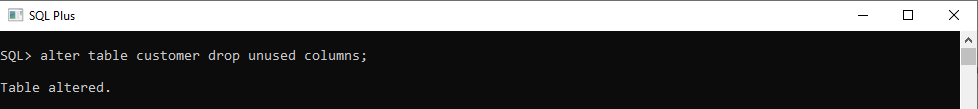 SQL Plus
SQL> alter table customer drop unused columns;
Table altered.